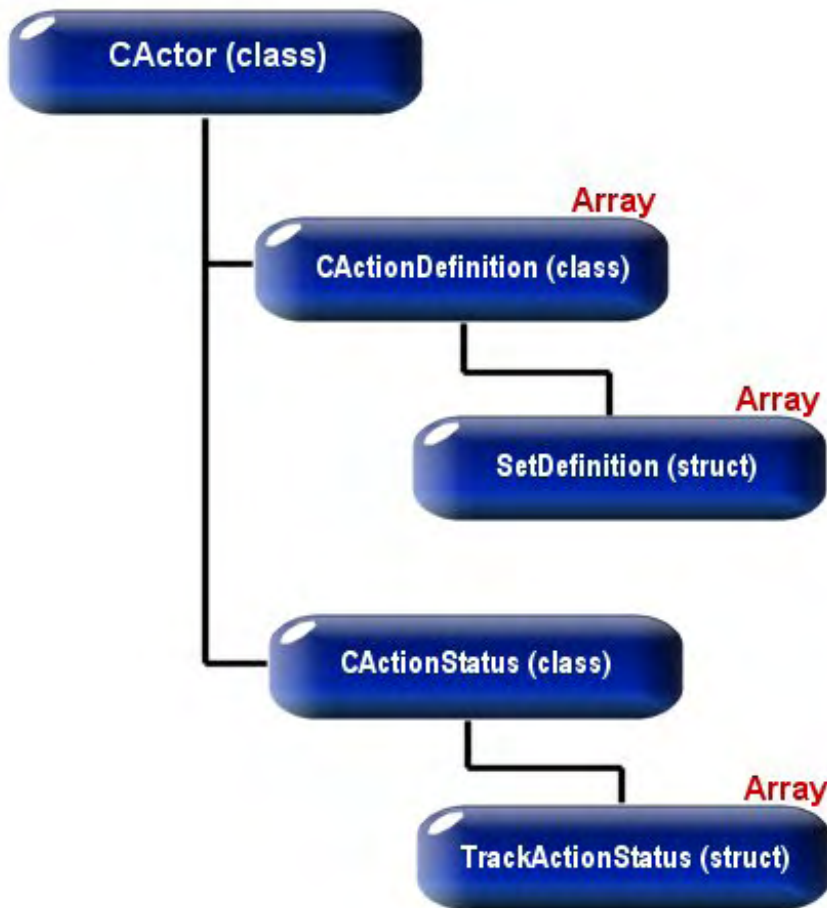 CActor (class)
Array
CActionDefinition (class)
Array
SetDefinition (struct)
CActionStatus (class)
Array
TrackActionStatus (struct)